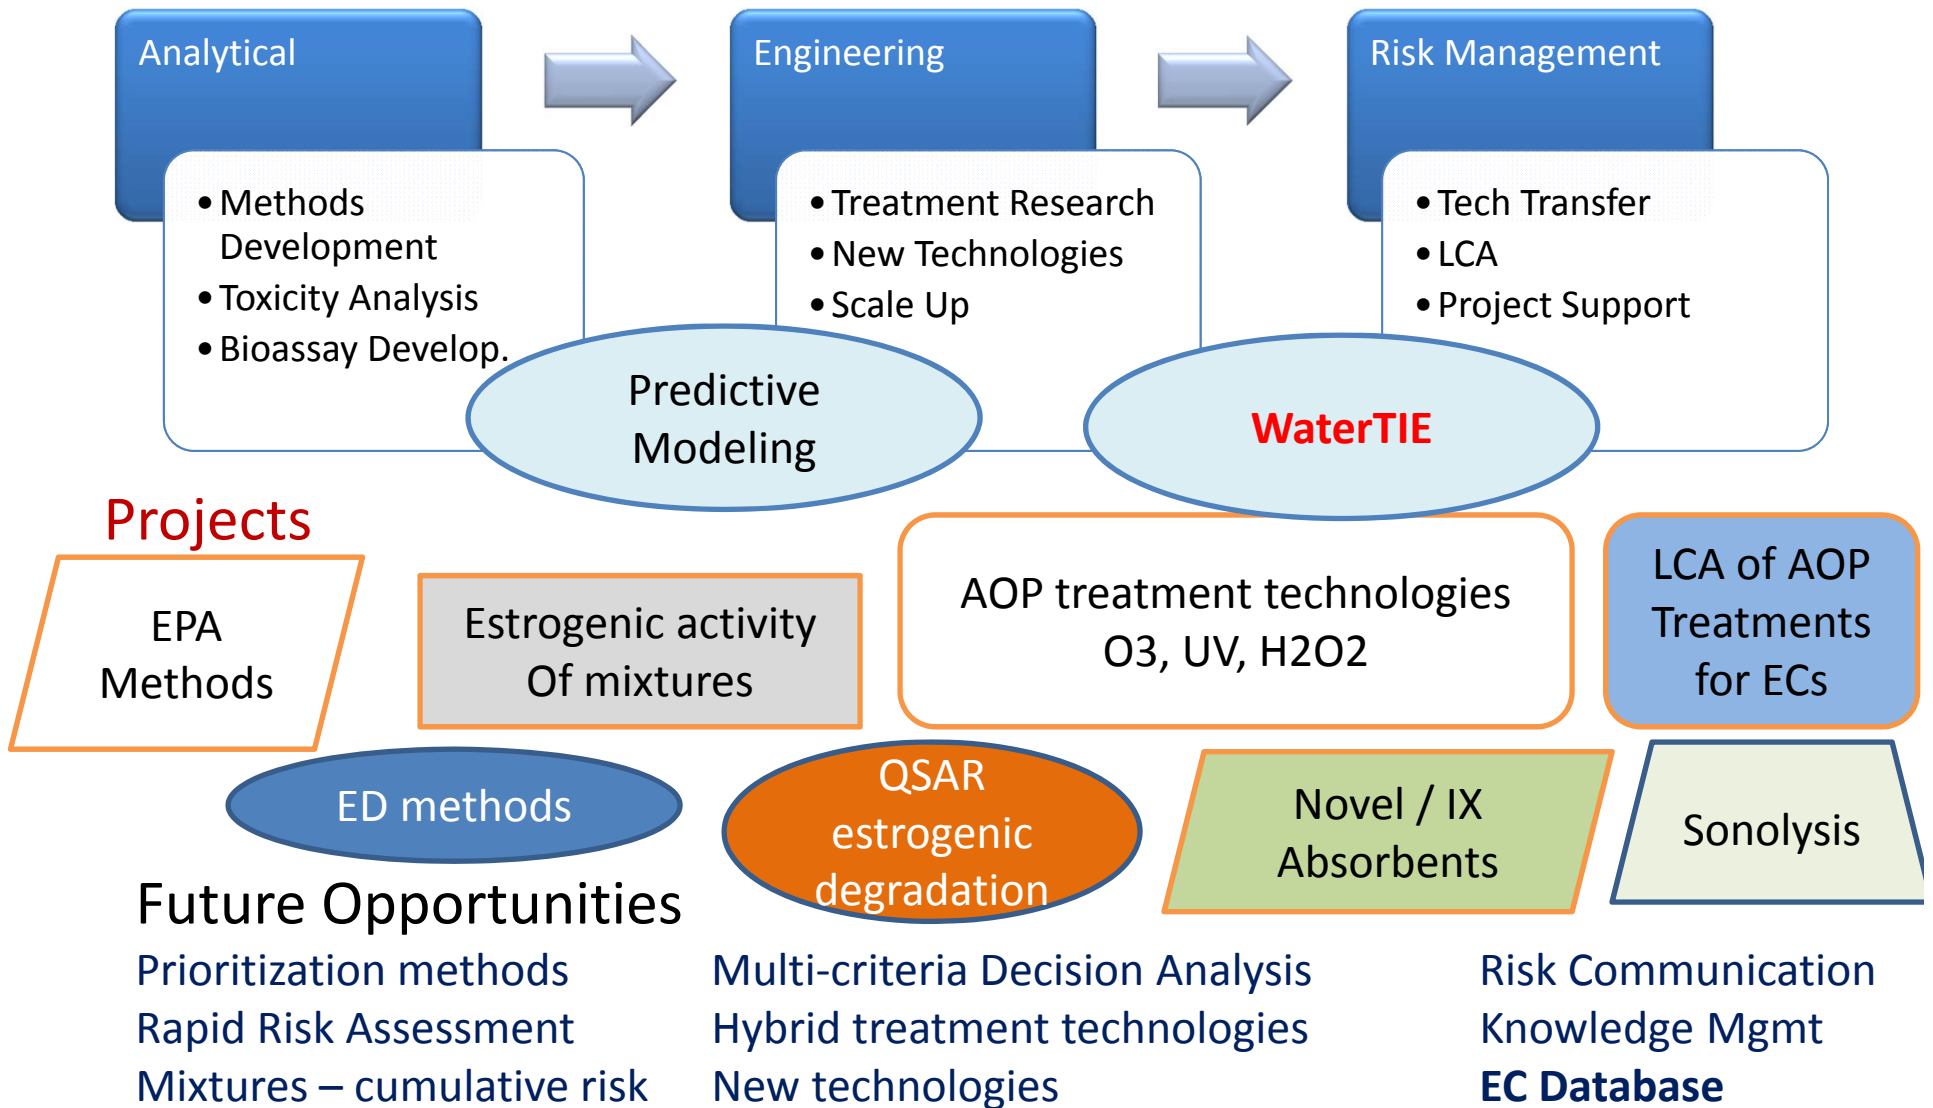 Analytical
Engineering
Risk Management
•Methods
Development
•Toxicity Analysis
•Bioassay Develop.
•Treatment Research
•New Technologies
•Scale Up
•Tech Transfer
•LCA
•Project Support
Predictive
Modeling
WaterTIE
Projects
EPA
Methods
Estrogenic activity
Of mixtures
AOP treatment technologies
O3, UV, H2O2
LCA of AOP
Treatments
for ECs
ED methods
QSAR
estrogenic
degradation
Novel / IX
Absorbents
Sonolysis
Future Opportunities
Prioritization methods
Rapid Risk Assessment
Mixtures – cumulative risk
Multi-criteria Decision Analysis
Hybrid treatment technologies
New technologies
Risk Communication
Knowledge Mgmt
EC Database